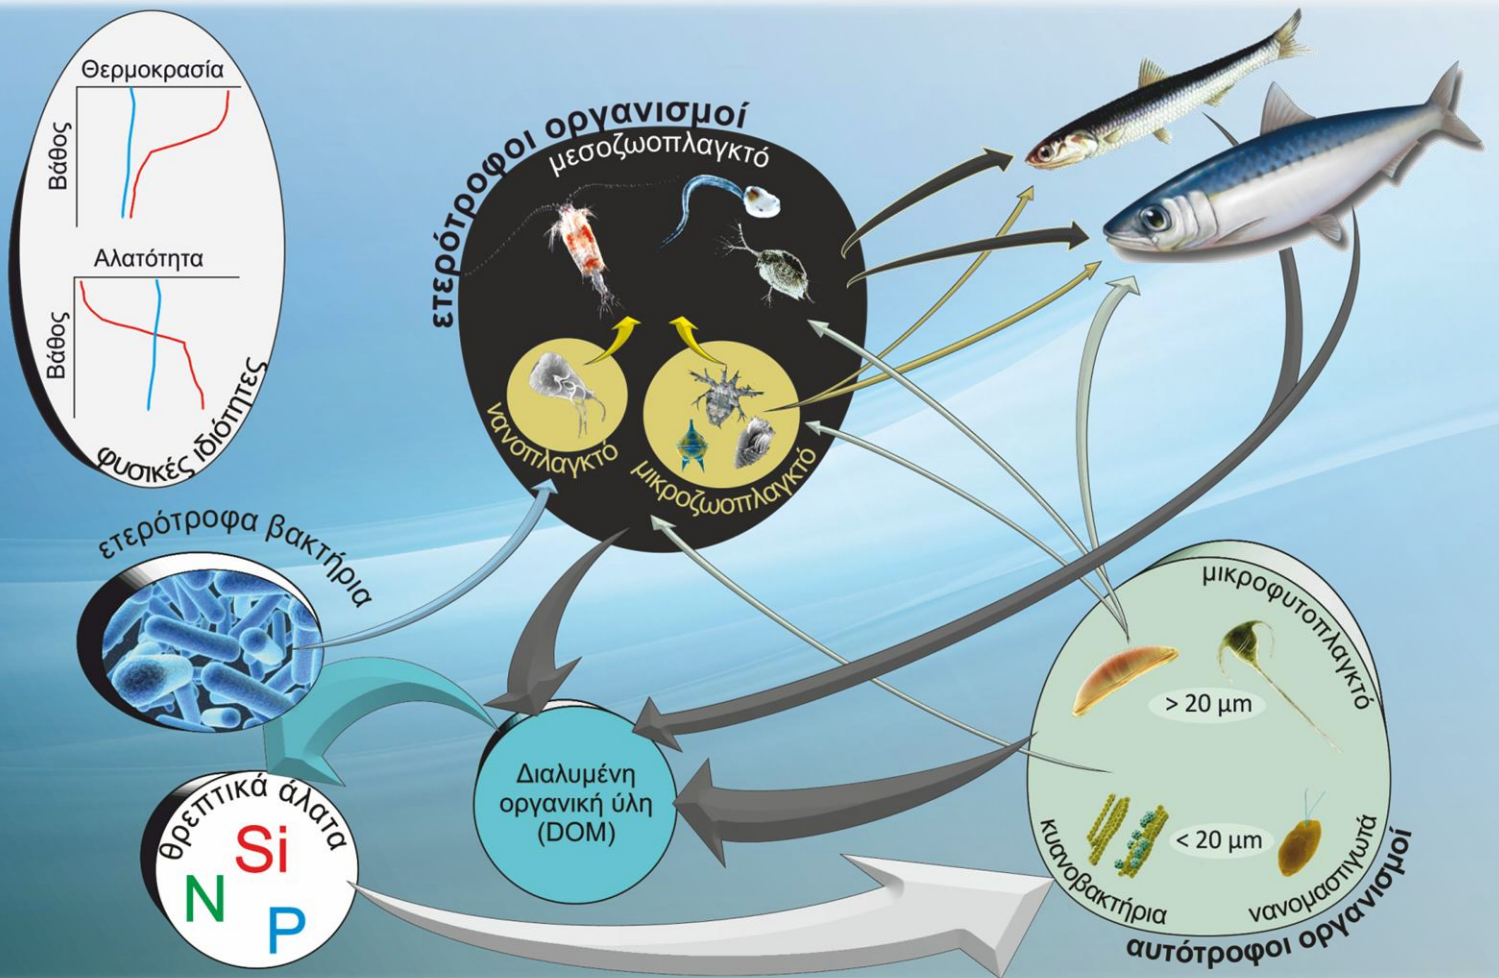 Θερμοκρασία
Βάθος
Αλατότητα
Βάθος
φυσικές ιδιότητες
ετερότροφοι οργανισμοί
μεσοζωοπλαγκτό
νανοπλαγκτό
μικροζωοπλαγκτό
ετερότροφα βακτήρια
θρεπτικά άλατα
Si
N
P
Διαλυμένη
οργανική ύλη
(DOM)
μικροφυτοπλαγκτό
> 20 μm
< 20 μm
κυανοβακτήρια
νανομαστιγωτά
αυτότροφοι οργανισμοί